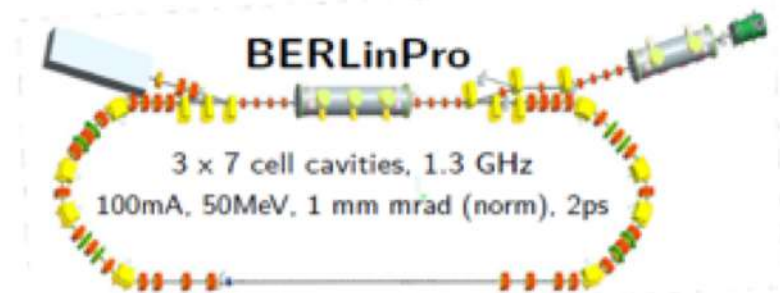 BERLinPro
3 x 7 cell cavities, 1.3 GHz
100mA, 50MeV, 1 mm mrad (norm), 2ps